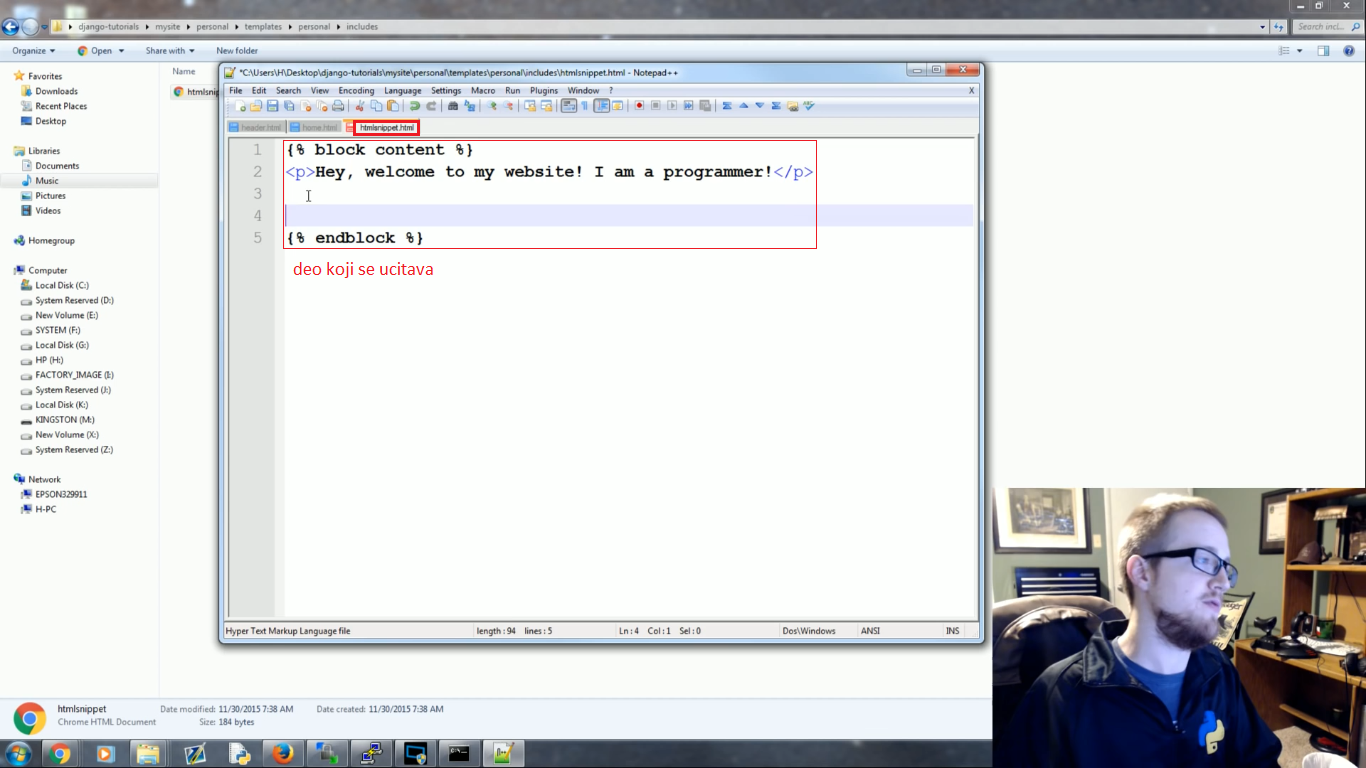 django-tutorials mysite personal templates personal includes
Search incl...
Organize Open Share with New folder
Favorites
Downloads
Recent Places
Desktop
Libraries
Documents
Music
Pictures
Videos
Homegroup
Computer
Local Disk (C:)
System Reserved (D:)
New Volume (E:)
SYSTEM (F:)
Local Disk (G:)
HP (H:)
FACTORY_IMAGE (I:)
System Reserved (J:)
Local Disk (K:)
KINGSTON (M:)
New Volume (X:)
System Reserved (Z:)
Network
EPSON329911
H-PC
Name
htmlsnip
*C:\Users\H\Desktop\django-tutorials\mysite\personal\templates\personal\includes\htmlsnippet.html - Notepad++
File Edit Search View Encoding Language Settings Macro Run Plugins Window ? X
header.html home.html htmlsnippet.html
1 {% block content %}
2 <p>Hey, welcome to my website! I am a programmer!</p>
3
4
5 {% endblock %}
deo koji se ucitava
Hyper Text Markup Language file length : 94 lines : 5 Ln : 4 Col : 1 Sel : 0 Dos\Windows ANSI INS
htmlsnippet Date modified: 11/30/2015 7:38 AM Date created: 11/30/2015 7:38 AM
Chrome HTML Document Size: 184 bytes